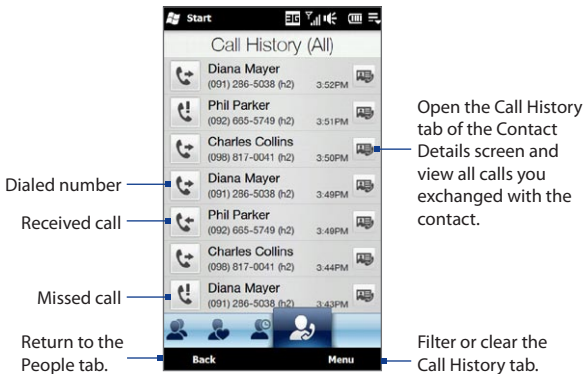 Start
Call History (All)
Diana Mayer
(091) 286-5038 (h2) 3:52PM
Phil Parker
(092) 665-5749 (h2) 3:51PM
Charles Collins
(098) 817-0041 (h2) 3:50PM
Diana Mayer
(091) 286-5038 (h2) 3:49PM
Phil Parker
(092) 665-5749 (h2) 3:49PM
Charles Collins
(098) 817-0041 (h2) 3:44PM
Diana Mayer
(091) 286-5038 (h2) 3:43PM
Back Menu
Dialed number
Received call
Missed call
Return to the
People tab.
Open the Call History
tab of the Contact
Details screen and
view all calls you
exchanged with the
contact.
Filter or clear the
Call History tab.